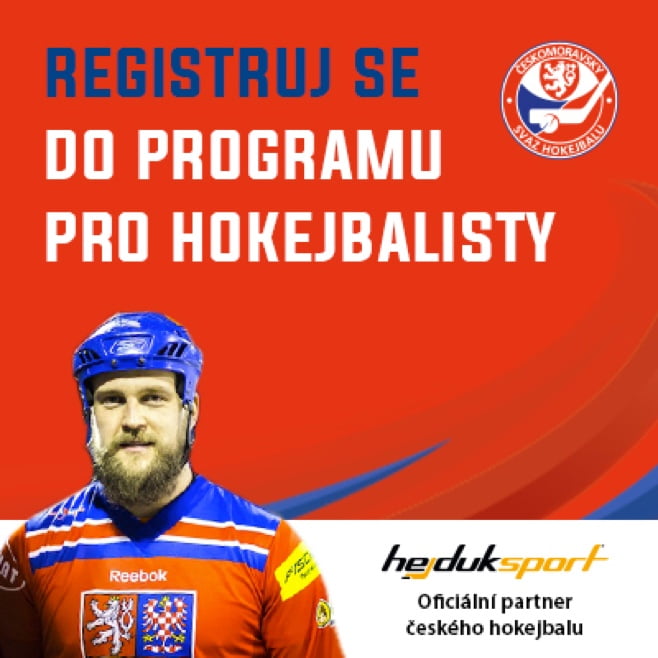 REGISTRUJ SE
ČESKOMORAVSKÝ
SVAZ HOKEJBALU
DO PROGRAMU
PRO HOKEJBALISTY
Reebok
hejduksport
Oficiální partner
českého hokejbalu